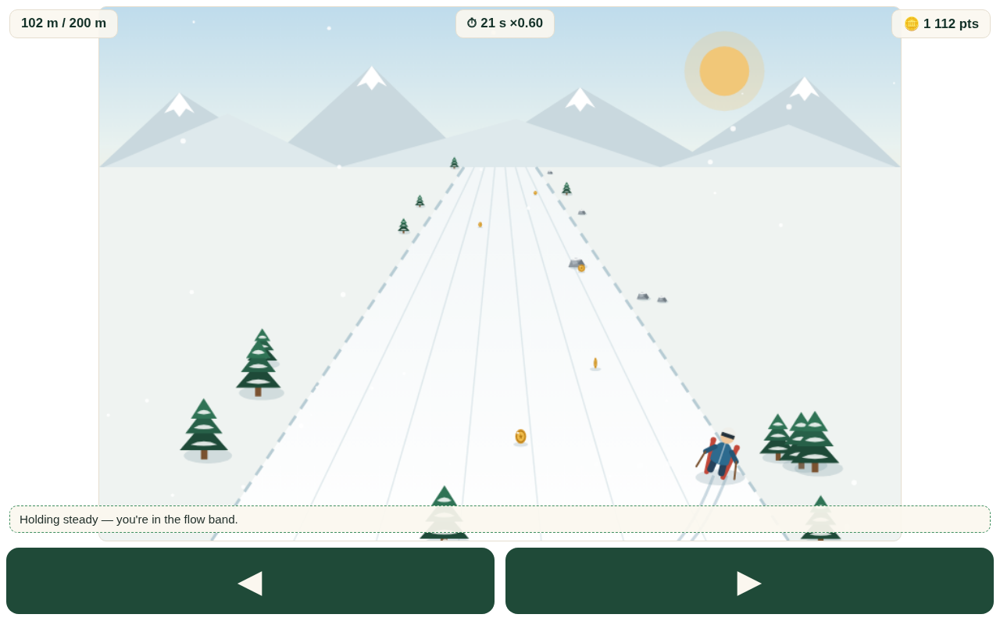 102 m / 200 m
⏱ 21 s ×0.60
🪙 1 112 pts
Holding steady — you're in the flow band.
◀
▶